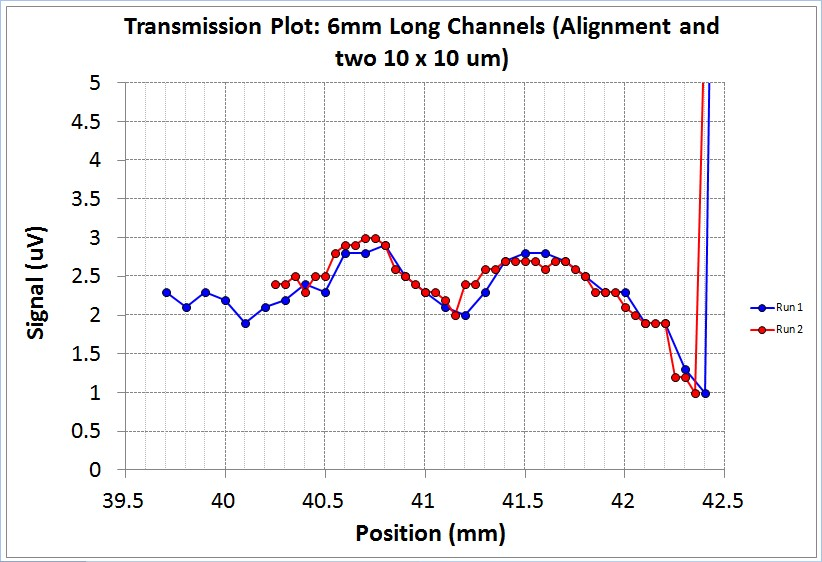 Transmission Plot: 6mm Long Channels (Alignment and
two 10 x 10 um)
5
4.5
4
3.5
3
2.5
2
1.5
1
0.5
0
Signal (uV)
Run 1
Run 2
39.5 40 40.5 41 41.5 42 42.5
Position (mm)